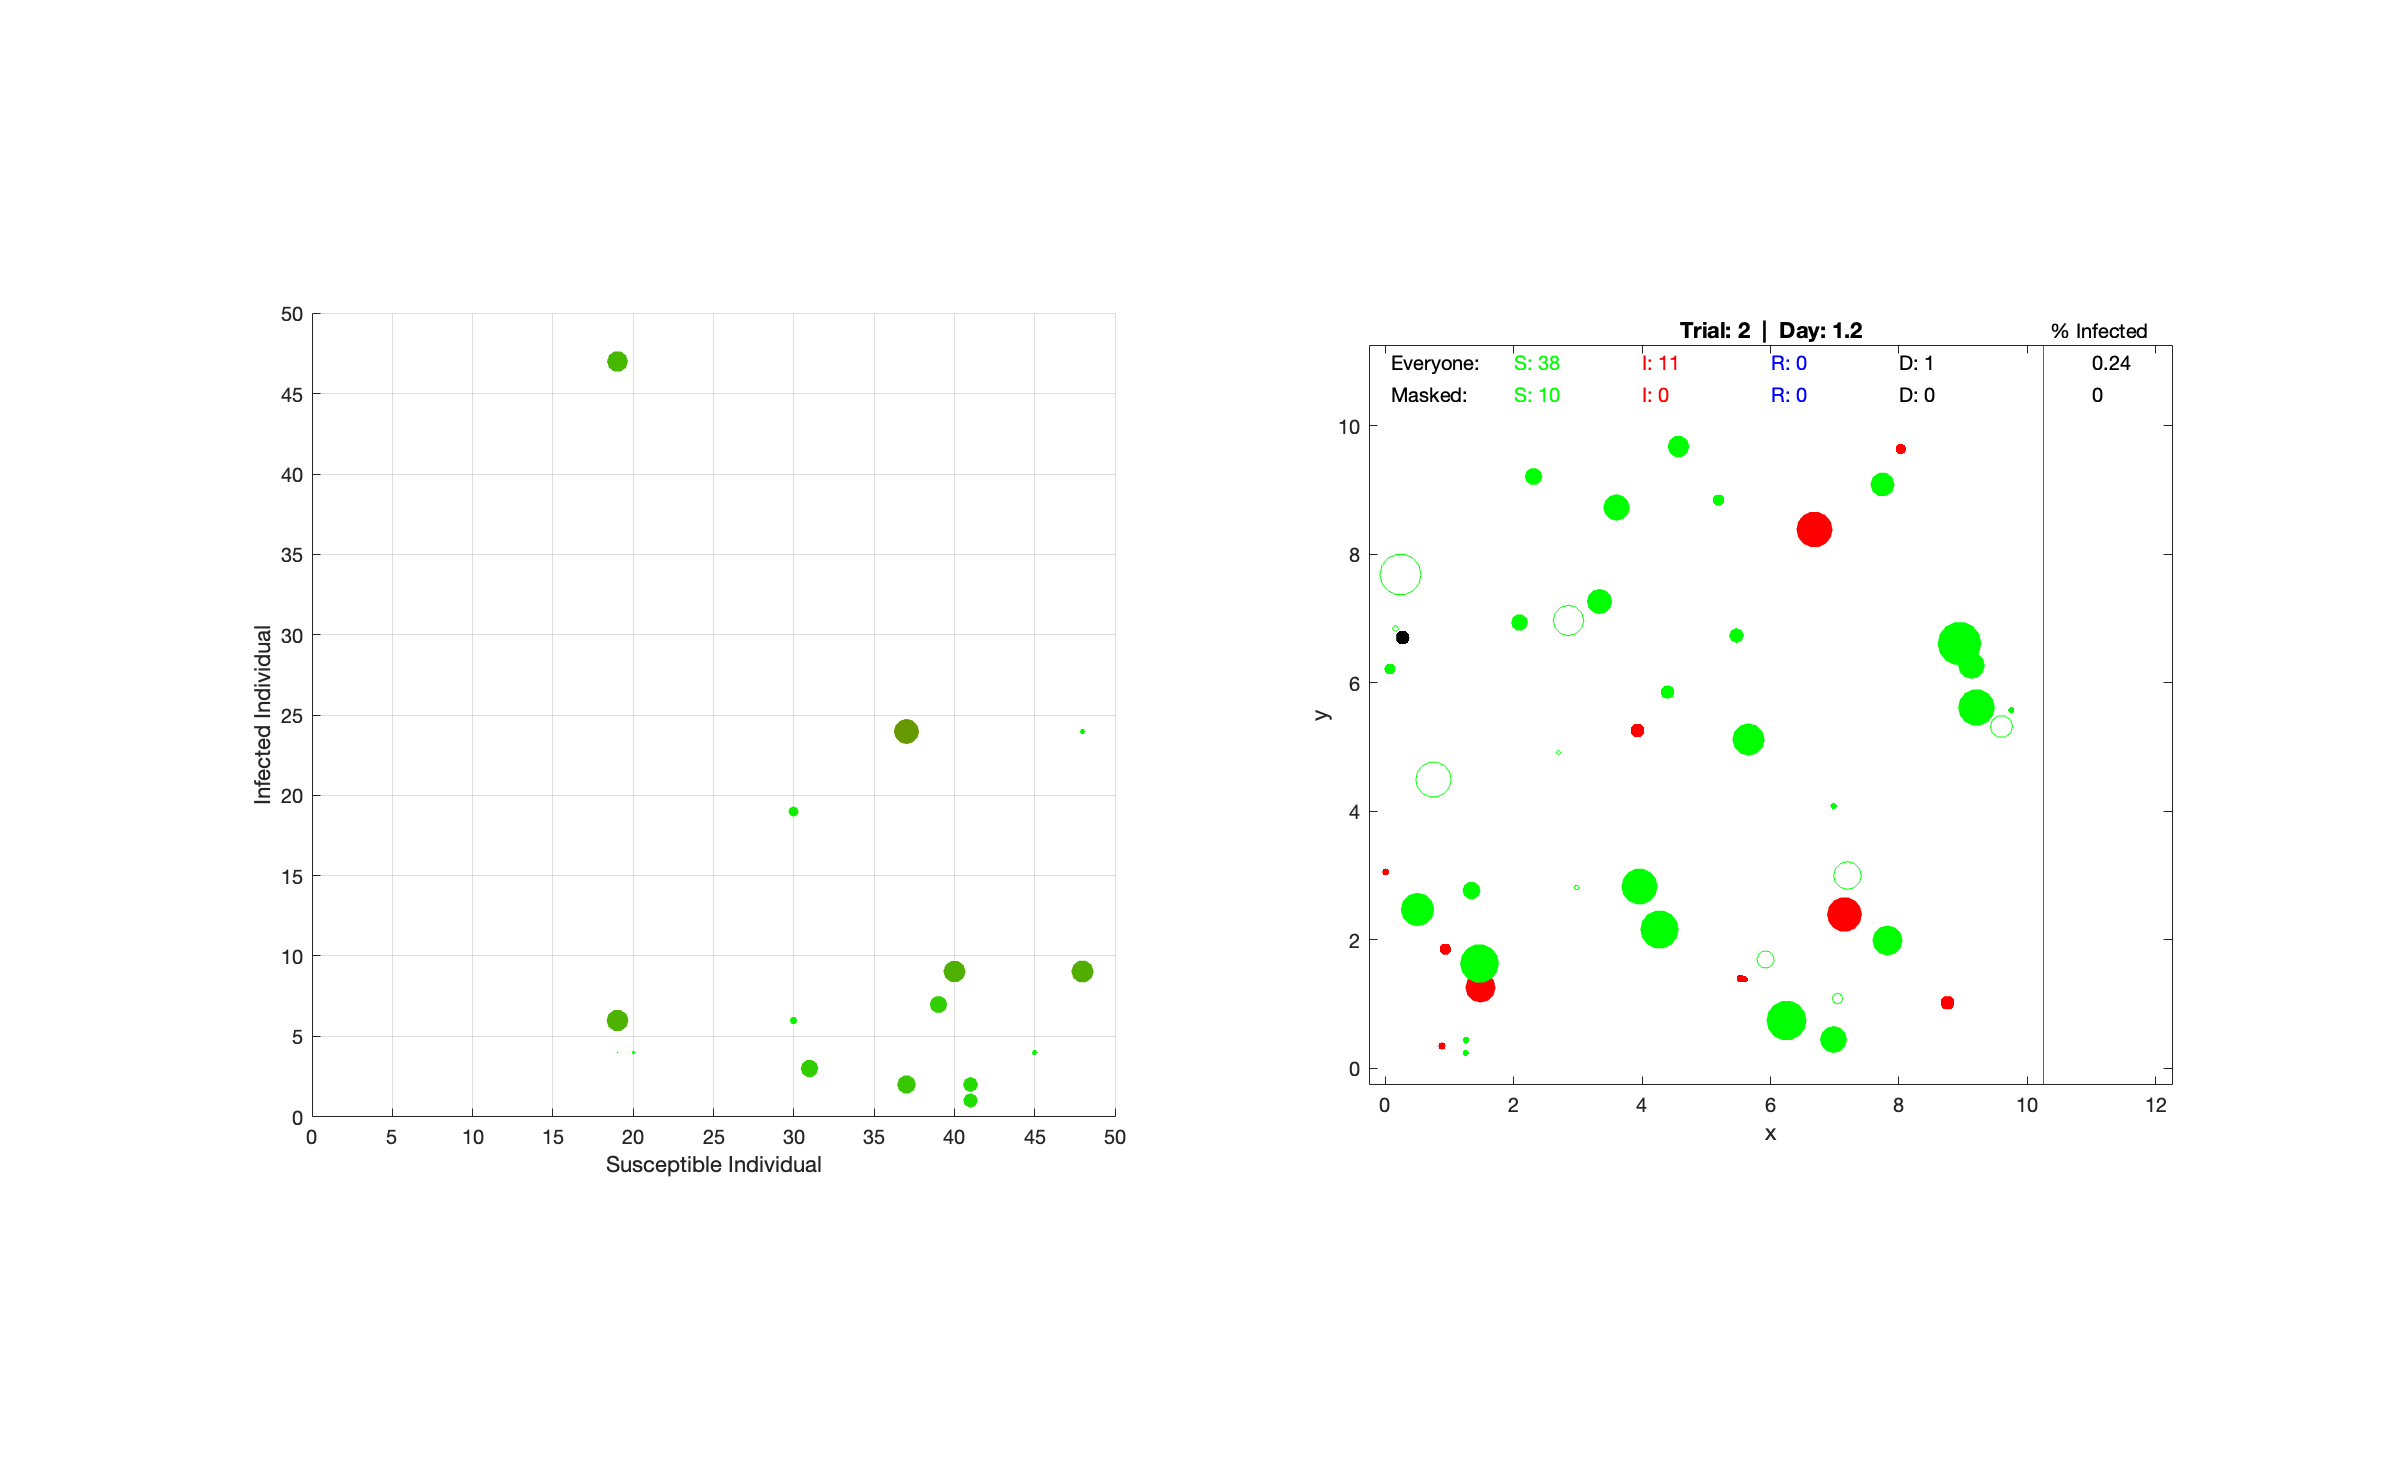 50
45
40
35
30
25
20
15
10
5
0
Infected Individual
0 5 10 15 20 25 30 35 40 45 50
Susceptible Individual
Trial: 2 | Day: 1.2 % Infected
Everyone: S: 38 I: 11 R: 0 D: 1 0.24
Masked: S: 10 I: 0 R: 0 D: 0 0
10
8
6
4
2
0
y
0 2 4 6 8 10 12
x